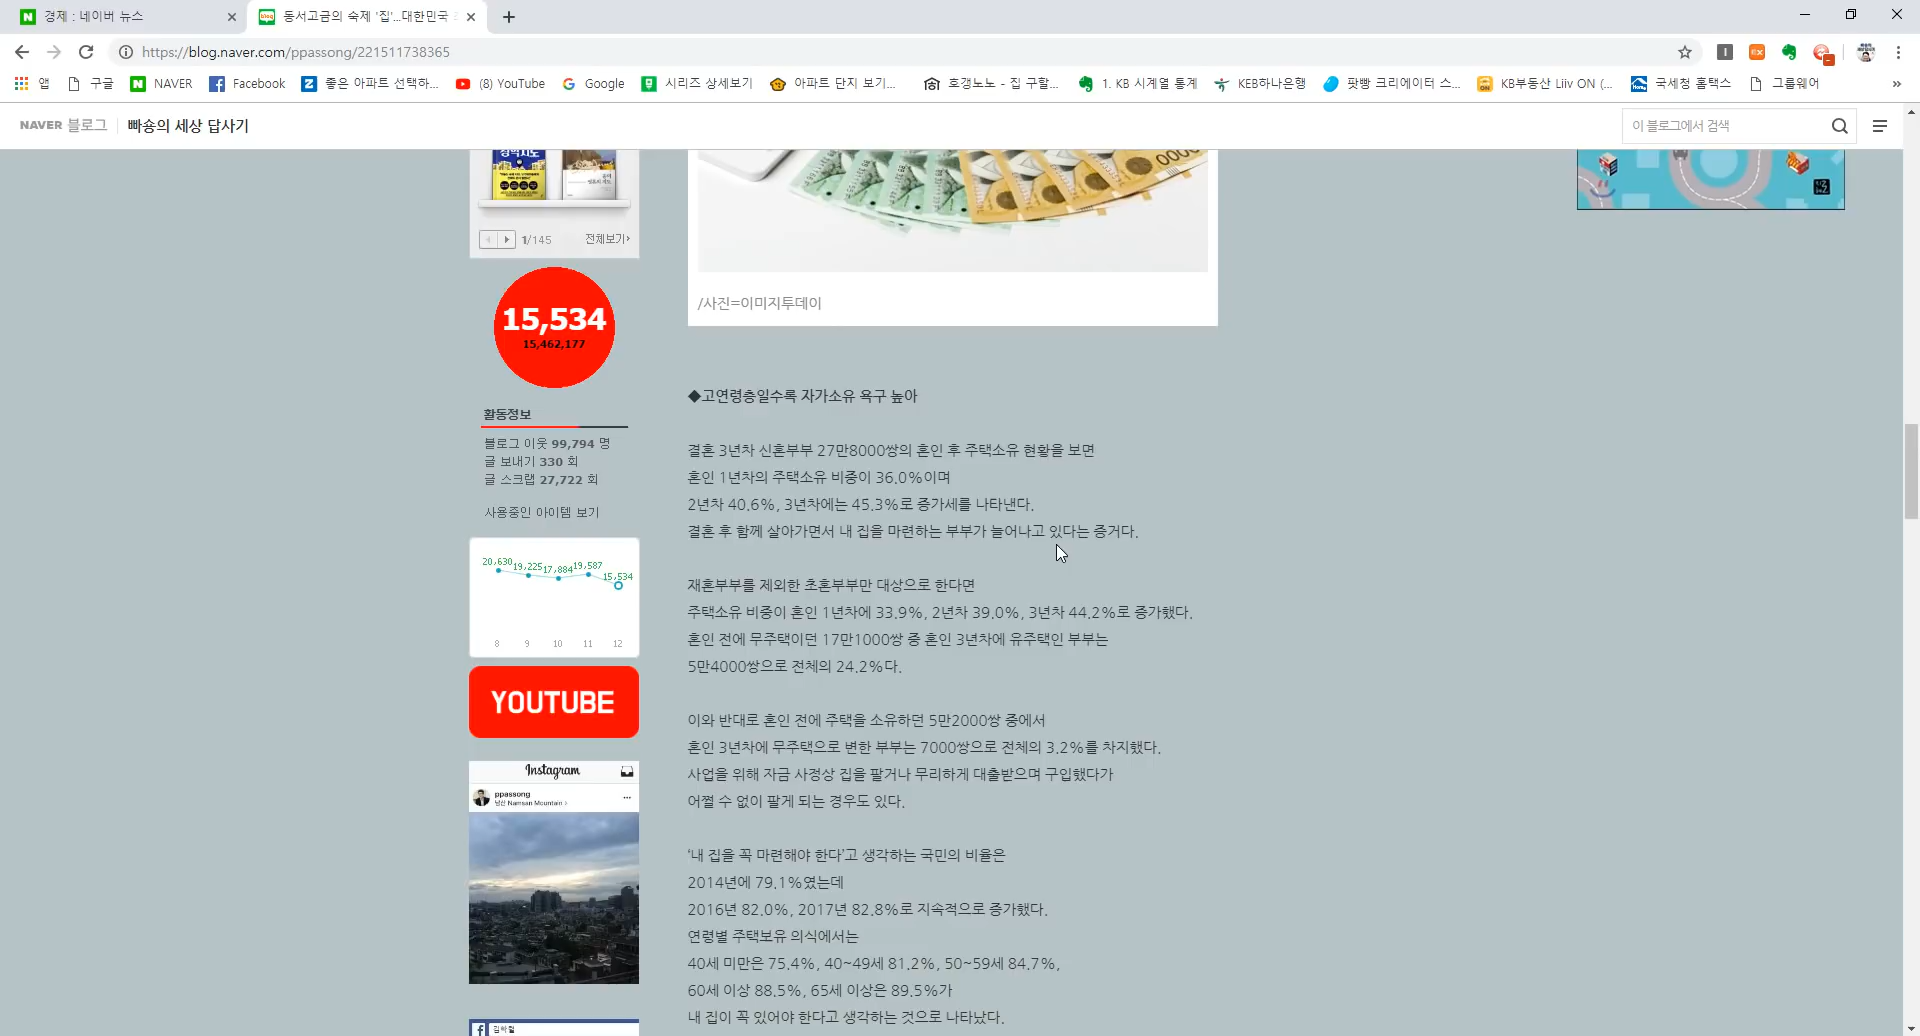 경제 : 네이버 뉴스
동서고금의 숙제 '집'...대한민국
https://blog.naver.com/ppassong/221511738365
앱
구글
NAVER
Facebook
좋은 아파트 선택하...
(8) YouTube
Google
시리즈 상세보기
아파트 단지 보기...
호갱노노 - 집 구할...
1. KB 시계열 통계
KEB하나은행
팟빵 크리에이터 스...
KB부동산 Liiv ON (...
국세청 홈택스
그룹웨어
NAVER 블로그
빠숑의 세상 답사기
이 블로그에서 검색
1/145
전체보기
/사진=이미지투데이
15,534
15,462,177
활동정보
블로그 이웃 99,794 명
글 보내기 330 회
글 스크랩 27,722 회
사용중인 아이템 보기
20,630 19,225 17,884 19,587 15,534
8 9 10 11 12
YOUTUBE
Instagram
ppassong
남산 Namsan Mountain >
◆고연령층일수록 자가소유 욕구 높아
결혼 3년차 신혼부부 27만8000쌍의 혼인 후 주택소유 현황을 보면
혼인 1년차의 주택소유 비중이 36.0%이며
2년차 40.6%, 3년차에는 45.3%로 증가세를 나타낸다.
결혼 후 함께 살아가면서 내 집을 마련하는 부부가 늘어나고 있다는 증거다.
재혼부부를 제외한 초혼부부만 대상으로 한다면
주택소유 비중이 혼인 1년차에 33.9%, 2년차 39.0%, 3년차 44.2%로 증가했다.
혼인 전에 무주택이던 17만1000쌍 중 혼인 3년차에 유주택인 부부는
5만4000쌍으로 전체의 24.2%다.
이와 반대로 혼인 전에 주택을 소유하던 5만2000쌍 중에서
혼인 3년차에 무주택으로 변한 부부는 7000쌍으로 전체의 3.2%를 차지했다.
사업을 위해 자금 사정상 집을 팔거나 무리하게 대출받으며 구입했다가
어쩔 수 없이 팔게 되는 경우도 있다.
'내 집을 꼭 마련해야 한다'고 생각하는 국민의 비율은
2014년에 79.1%였는데
2016년 82.0%, 2017년 82.8%로 지속적으로 증가했다.
연령별 주택보유 의식에서는
40세 미만은 75.4%, 40~49세 81.2%, 50~59세 84.7%,
60세 이상 88.5%, 65세 이상은 89.5%가
내 집이 꼭 있어야 한다고 생각하는 것으로 나타났다.